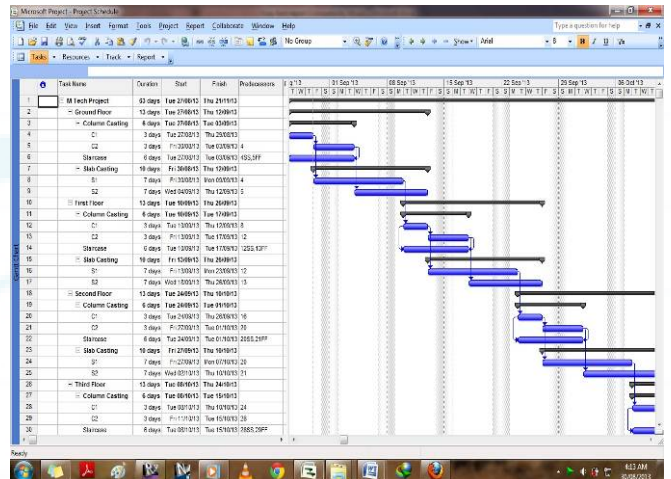 Microsoft Project - Project Schedule
File Edit View Insert Format Tools Project Report Collaborate Window Help Type a question for help
No Group Show Arial 8 B I U
Tasks Resources Track Report
Task Name Duration Start Finish Predecessors '13 01 Sep '13 08 Sep '13 15 Sep '13 22 Sep '13 29 Sep '13 06 Oct '13
T W T F S S M T W T F S S M T W T F S S M T W T F S S M T W T F S S M T W T F S S M T W T
1 M Tech Project 63 days Tue 27/08/13 Thu 21/11/13
2 Ground Floor 13 days Tue 27/08/13 Thu 12/09/13
3 Column Casting 6 days Tue 27/08/13 Tue 03/09/13
4 C1 3 days Tue 27/08/13 Thu 29/08/13
5 C2 3 days Fri 30/08/13 Tue 03/09/13 4
6 Staircase 6 days Tue 27/08/13 Tue 03/09/13 4SS,5FF
7 Slab Casting 10 days Fri 30/08/13 Thu 12/09/13
8 S1 7 days Fri 30/08/13 Mon 09/09/13 4
9 S2 7 days Wed 04/09/13 Thu 12/09/13 5
10 First Floor 13 days Tue 10/09/13 Thu 26/09/13
11 Column Casting 6 days Tue 10/09/13 Tue 17/09/13
12 C1 3 days Tue 10/09/13 Thu 12/09/13 8
13 C2 3 days Fri 13/09/13 Tue 17/09/13 12
14 Staircase 6 days Tue 10/09/13 Tue 17/09/13 12SS,13FF
15 Slab Casting 10 days Fri 13/09/13 Thu 26/09/13
16 S1 7 days Fri 13/09/13 Mon 23/09/13 12
17 S2 7 days Wed 18/09/13 Thu 26/09/13 13
18 Second Floor 13 days Tue 24/09/13 Thu 10/10/13
19 Column Casting 6 days Tue 24/09/13 Tue 01/10/13
20 C1 3 days Tue 24/09/13 Thu 26/09/13 16
21 C2 3 days Fri 27/09/13 Tue 01/10/13 20
22 Staircase 6 days Tue 24/09/13 Tue 01/10/13 20SS,21FF
23 Slab Casting 10 days Fri 27/09/13 Thu 10/10/13
24 S1 7 days Fri 27/09/13 Mon 07/10/13 20
25 S2 7 days Wed 02/10/13 Thu 10/10/13 21
26 Third Floor 13 days Tue 08/10/13 Thu 24/10/13
27 Column Casting 6 days Tue 08/10/13 Tue 15/10/13
28 C1 3 days Tue 08/10/13 Thu 10/10/13 24
29 C2 3 days Fri 11/10/13 Tue 15/10/13 28
30 Staircase 6 days Tue 08/10/13 Tue 15/10/13 28SS,29FF
Gantt Chart
Ready
6:13 AM
30/08/2013